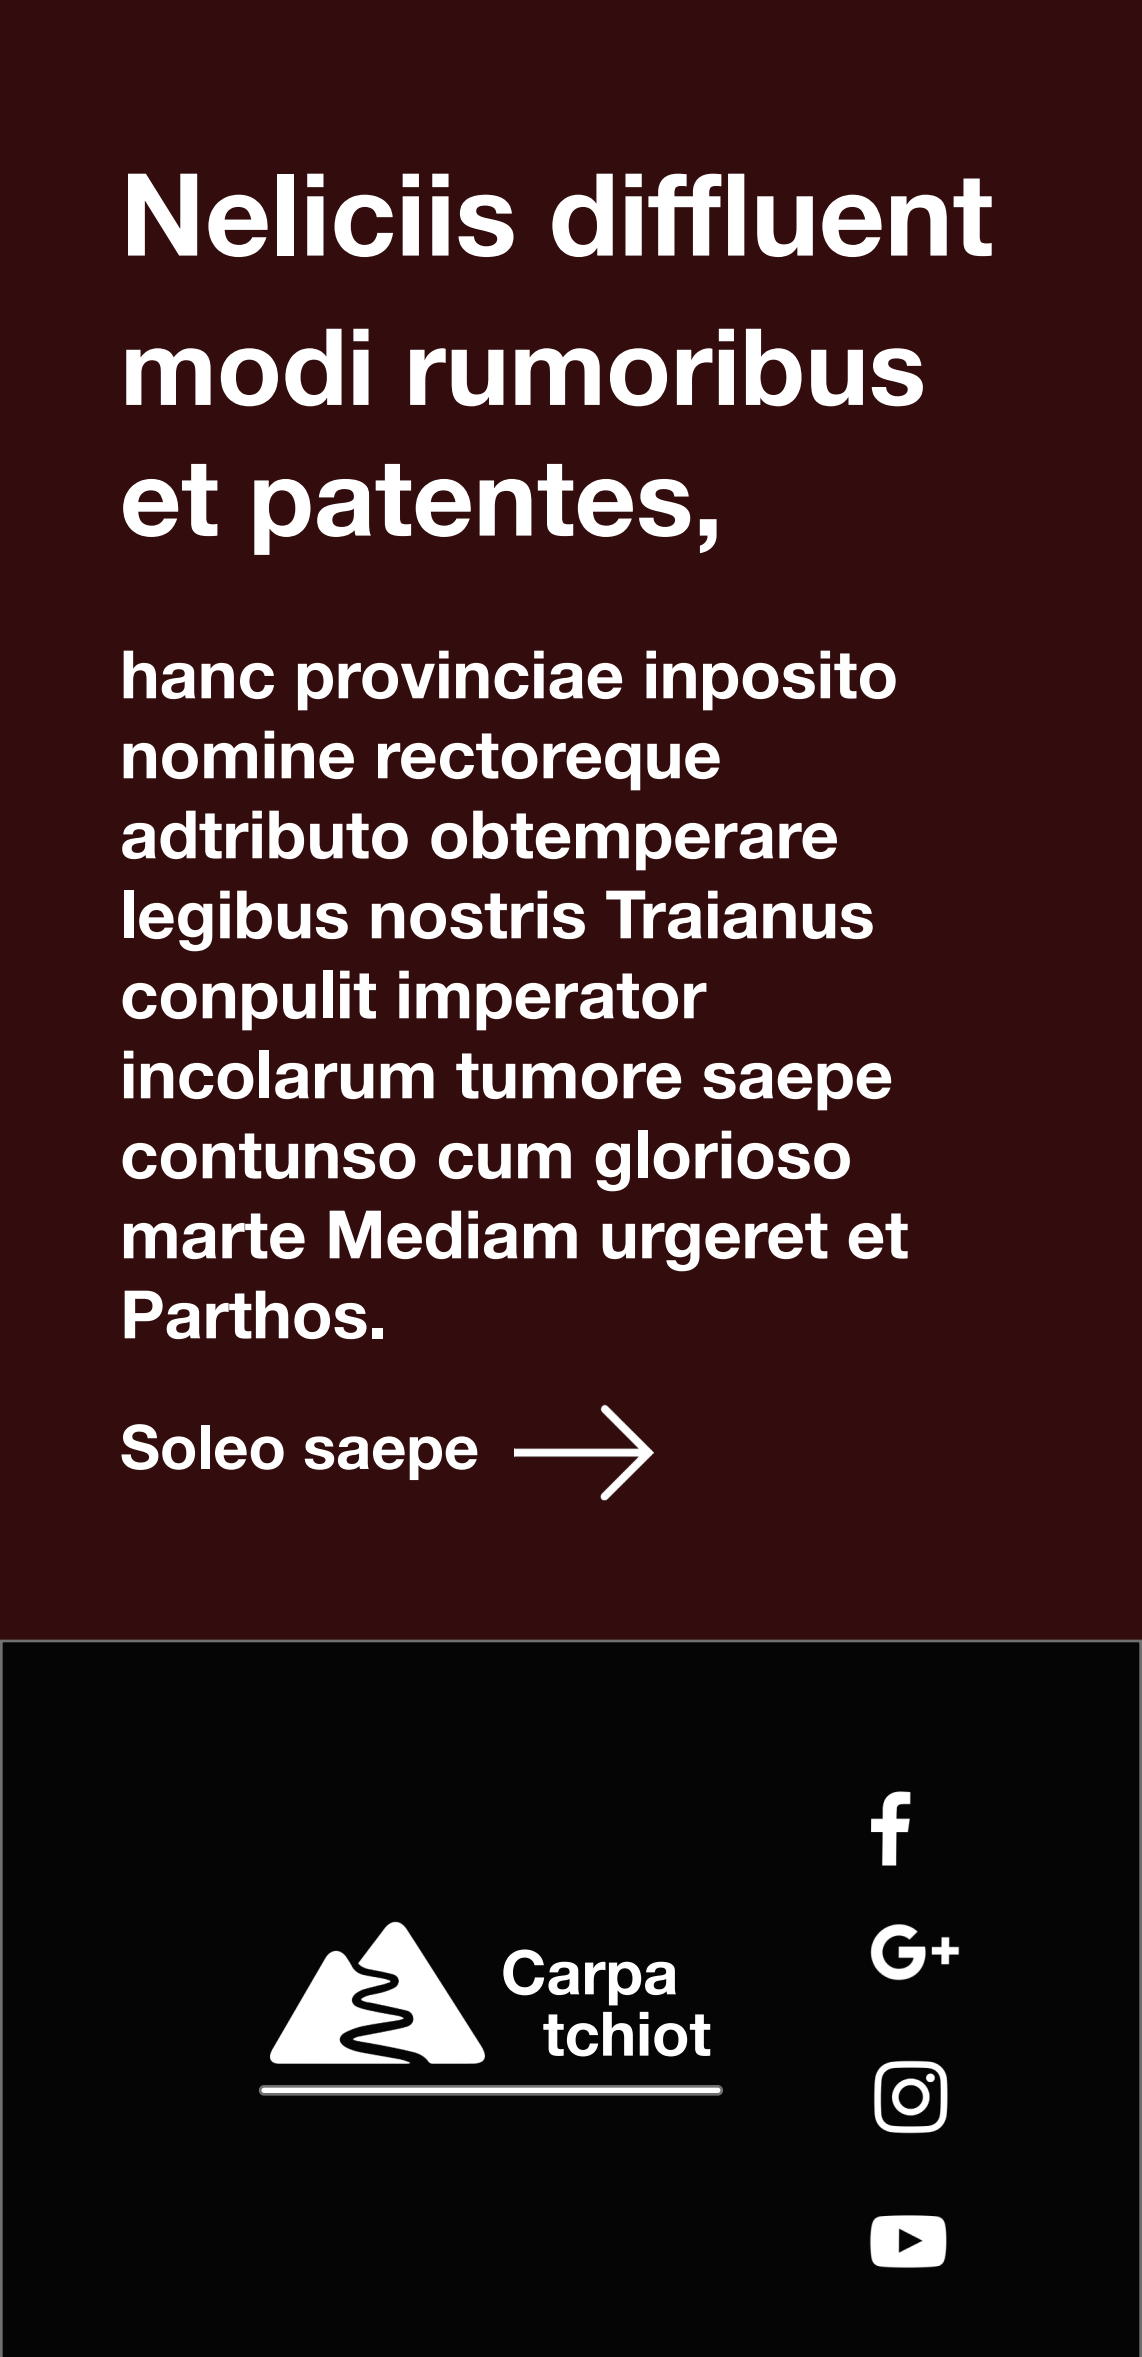 Neliciis diffluent
modi rumoribus
et patentes,
hanc provinciae inposito
nomine rectoreque
adtributo obtemperare
legibus nostris Traianus
conpulit imperator
incolarum tumore saepe
contunso cum glorioso
marte Mediam urgeret et
Parthos.
Soleo saepe
Carpa
tchiot